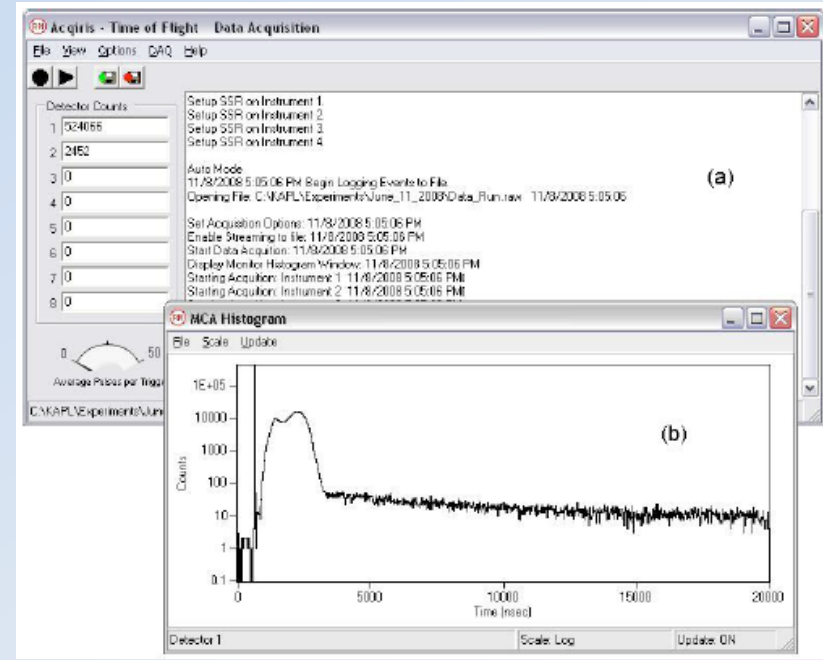 Acqiris - Time of Flight Data Acquisition
File View Options DAQ Help
Detector Counts
1 524066
2 2452
3 0
4 0
5 0
6 0
7 0
8 0
0 50
Average Pulses per Trigge
C:\KAPL\Experiments\June
Setup SSR on Instrument 1
Setup SSR on Instrument 2
Setup SSR on Instrument 3
Setup SSR on Instrument 4
Auto Mode
11/8/2008 5:05:06 PM Begin Logging Events to File
Opening File: C:\KAPL\Experiments\June_11_2008\Data_Run.raw 11/8/2008 5:05:06
Set Acquisition Options: 11/8/2008 5:05:06 PM
Enable Streaming to file: 11/8/2008 5:05:06 PM
Start Data Acquition: 11/8/2008 5:05:06 PM
Display Monitor Histogram Window: 11/8/2008 5:05:06 PM
Starting Acquition: Instrument 1 11/8/2008 5:05:06 PM
Starting Acquition: Instrument 2 11/8/2008 5:05:06 PM
(a)
MCA Histogram
File Scale Update
1E+05
10000
1000
100
10
1
0.1
Counts
0 5000 10000 15000 20000
Time [nsec]
(b)
Detector 1 Scale: Log Update: ON